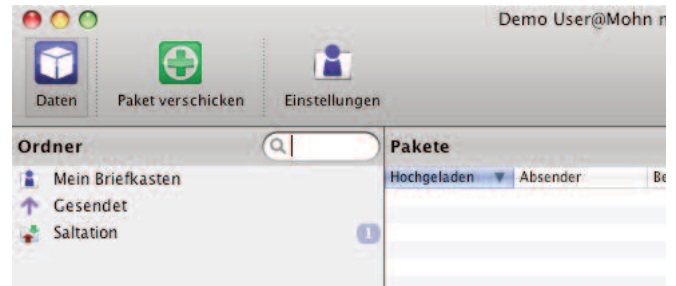 Demo User@Mohn
Daten Paket verschicken Einstellungen
Ordner Pakete
Hochgeladen Absender
Mein Briefkasten
Gesendet
Saltation 1